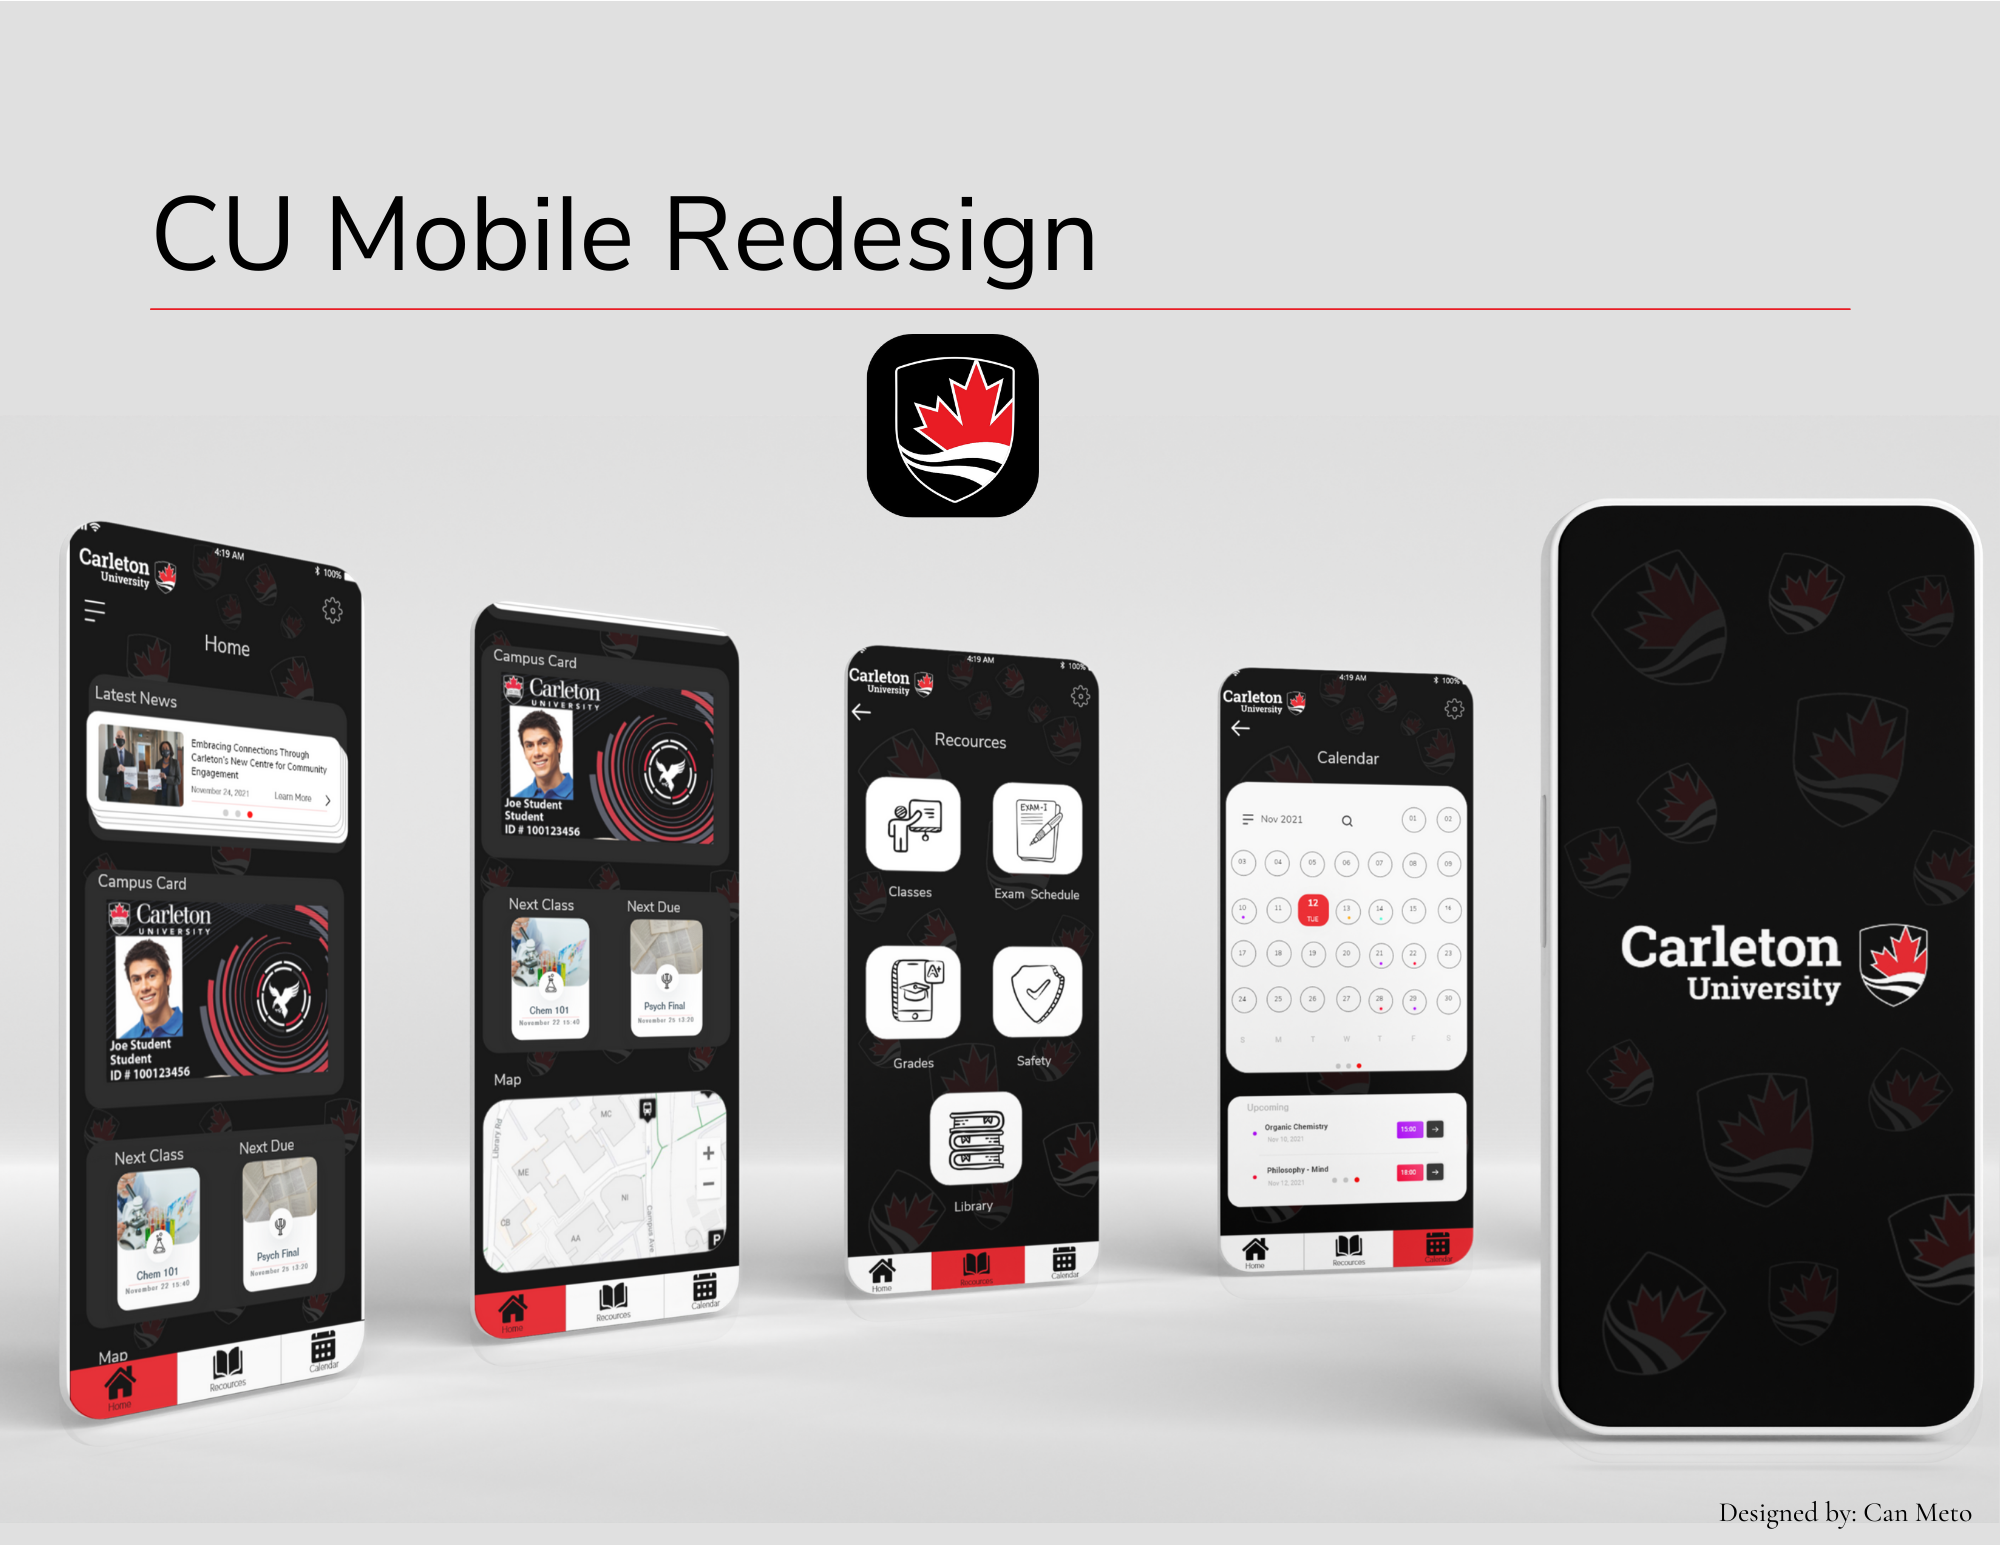 CU Mobile Redesign
4:19 AM
100%
Carleton
University
Home
Latest News
Embracing Connections Through
Carleton's New Centre for Community
Engagement
November 24, 2021
Learn More
Campus Card
Carleton
UNIVERSITY
Joe Student
Student
ID # 100123456
Next Class
Next Due
Chem 101
November 22 15:40
Psych Final
November 25 13:20
Map
Home
Recources
Calendar
Campus Card
Carleton
UNIVERSITY
Joe Student
Student
ID # 100123456
Next Class
Next Due
Chem 101
November 22 15:40
Psych Final
November 25 13:20
Map
Library Rd
MC
ME
NI
CB
AA
Campus Ave
P
Home
Recources
Calendar
4:19 AM
100%
Carleton
University
Recources
EXAM-1
A+
Classes
Exam Schedule
Grades
Safety
Library
Home
Recources
Calendar
4:19 AM
100%
Carleton
University
Calendar
Nov 2021
01 02
03 04 05 06 07 08 09
10 11 12 13 14 15 16
TUE
17 18 19 20 21 22 23
24 25 26 27 28 29 30
S M T W T F S
Upcoming
Organic Chemistry
Nov 10, 2021
15:00
Philosophy - Mind
Nov 12, 2021
18:00
Home
Recources
Calendar
Carleton
University
Designed by: Can Meto